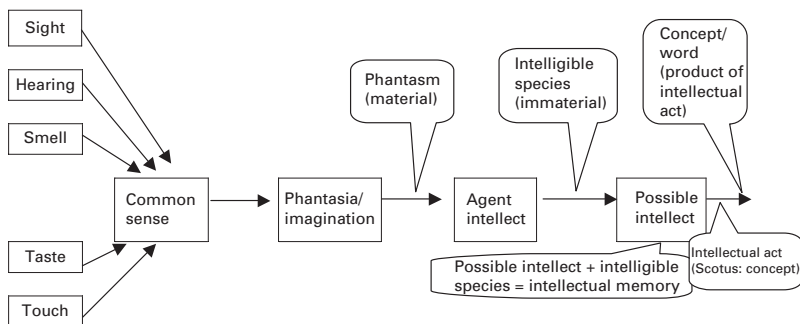 Sight
Hearing
Smell
Taste
Touch
Common
sense
Phantasia/
imagination
Phantasm
(material)
Agent
intellect
Intelligible
species
(immaterial)
Possible
intellect
Concept/
word
(product of
intellectual
act)
Intellectual act
(Scotus: concept)
Possible intellect + intelligible
species = intellectual memory